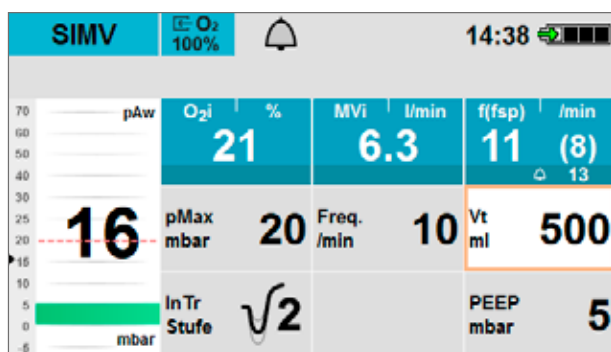 SIMV
O₂
100%
14:38
70
60
50
40
30
25
20
15
10
5
0
-5
pAw
16
mbar
O₂i %
21
MVi l/min
6.3
f(fsp) /min
11 (8)
13
pMax
mbar
20
Freq.
/min
10
Vt
ml
500
InTr
Stufe
2
PEEP
mbar
5